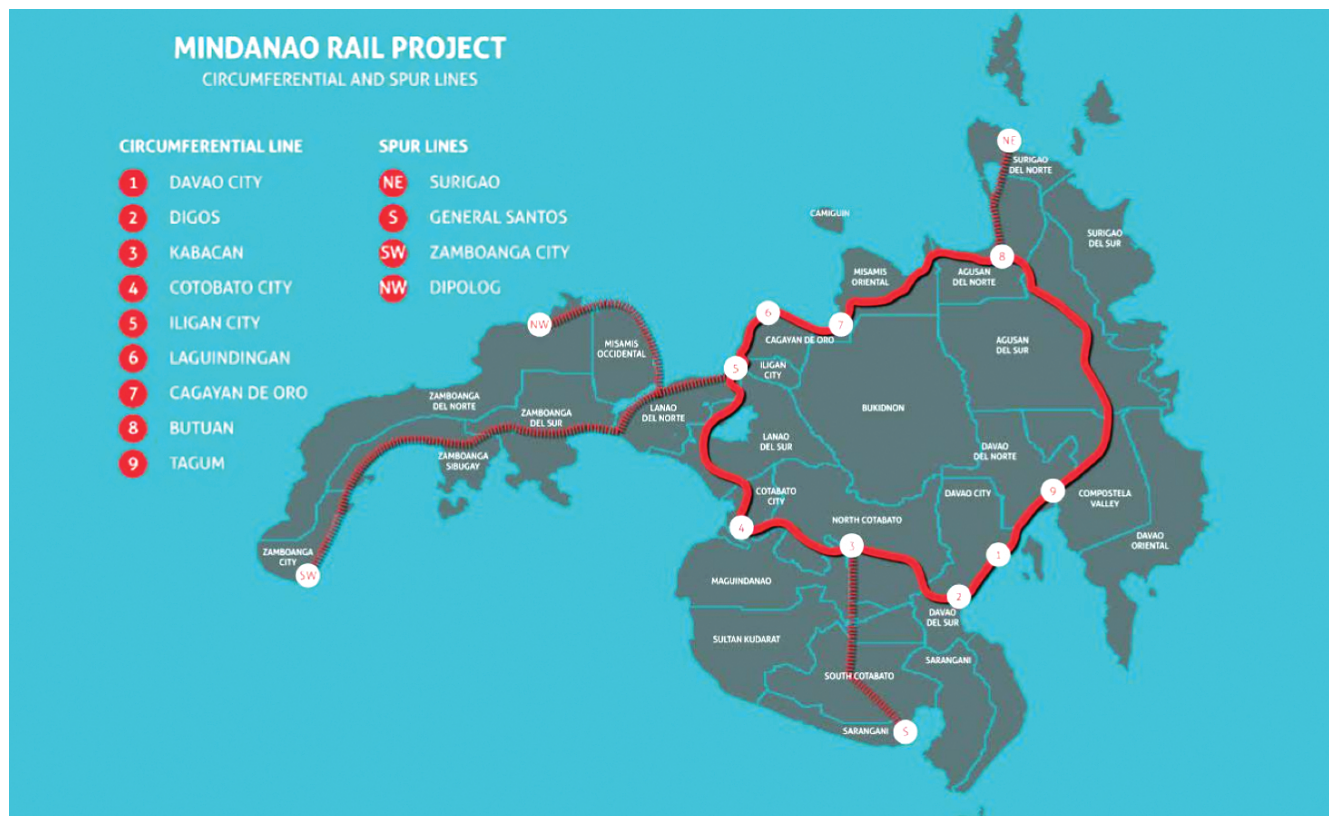 MINDANAO RAIL PROJECT
CIRCUMFERENTIAL AND SPUR LINES
CIRCUMFERENTIAL LINE
1 DAVAO CITY
2 DIGOS
3 KABACAN
4 COTOBATO CITY
5 ILIGAN CITY
6 LAGUINDINGAN
7 CAGAYAN DE ORO
8 BUTUAN
9 TAGUM
SPUR LINES
NE SURIGAO
S GENERAL SANTOS
SW ZAMBOANGA CITY
NW DIPOLOG
NE
SURIGAO
DEL NORTE
CAMIGUIN
SURIGAO
DEL SUR
8
MISAMIS
ORIENTAL
AGUSAN
DEL NORTE
6
7
NW
CAGAYAN DE ORO
MISAMIS
OCCIDENTAL
AGUSAN
DEL SUR
5
ILIGAN
CITY
ZAMBOANGA
DEL NORTE
ZAMBOANGA
DEL SUR
LANAO
DEL NORTE
BUKIDNON
LANAO
DEL SUR
DAVAO
DEL NORTE
ZAMBOANGA
SIBUGAY
COTABATO
CITY
DAVAO CITY
9
COMPOSTELA
VALLEY
4
NORTH COTABATO
DAVAO
ORIENTAL
3
1
ZAMBOANGA
CITY
SW
MAGUINDANAO
2
DAVAO
DEL SUR
SULTAN KUDARAT
SARANGANI
SOUTH COTABATO
SARANGANI
S